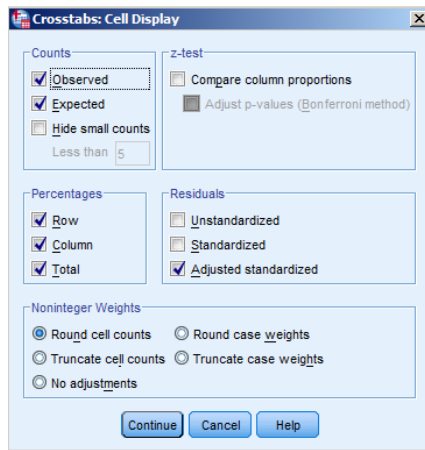 Crosstabs: Cell Display
Counts
Observed
Expected
Hide small counts
Less than 5
z-test
Compare column proportions
Adjust p-values (Bonferroni method)
Percentages
Row
Column
Total
Residuals
Unstandardized
Standardized
Adjusted standardized
Noninteger Weights
Round cell counts Round case weights
Truncate cell counts Truncate case weights
No adjustments
Continue Cancel Help